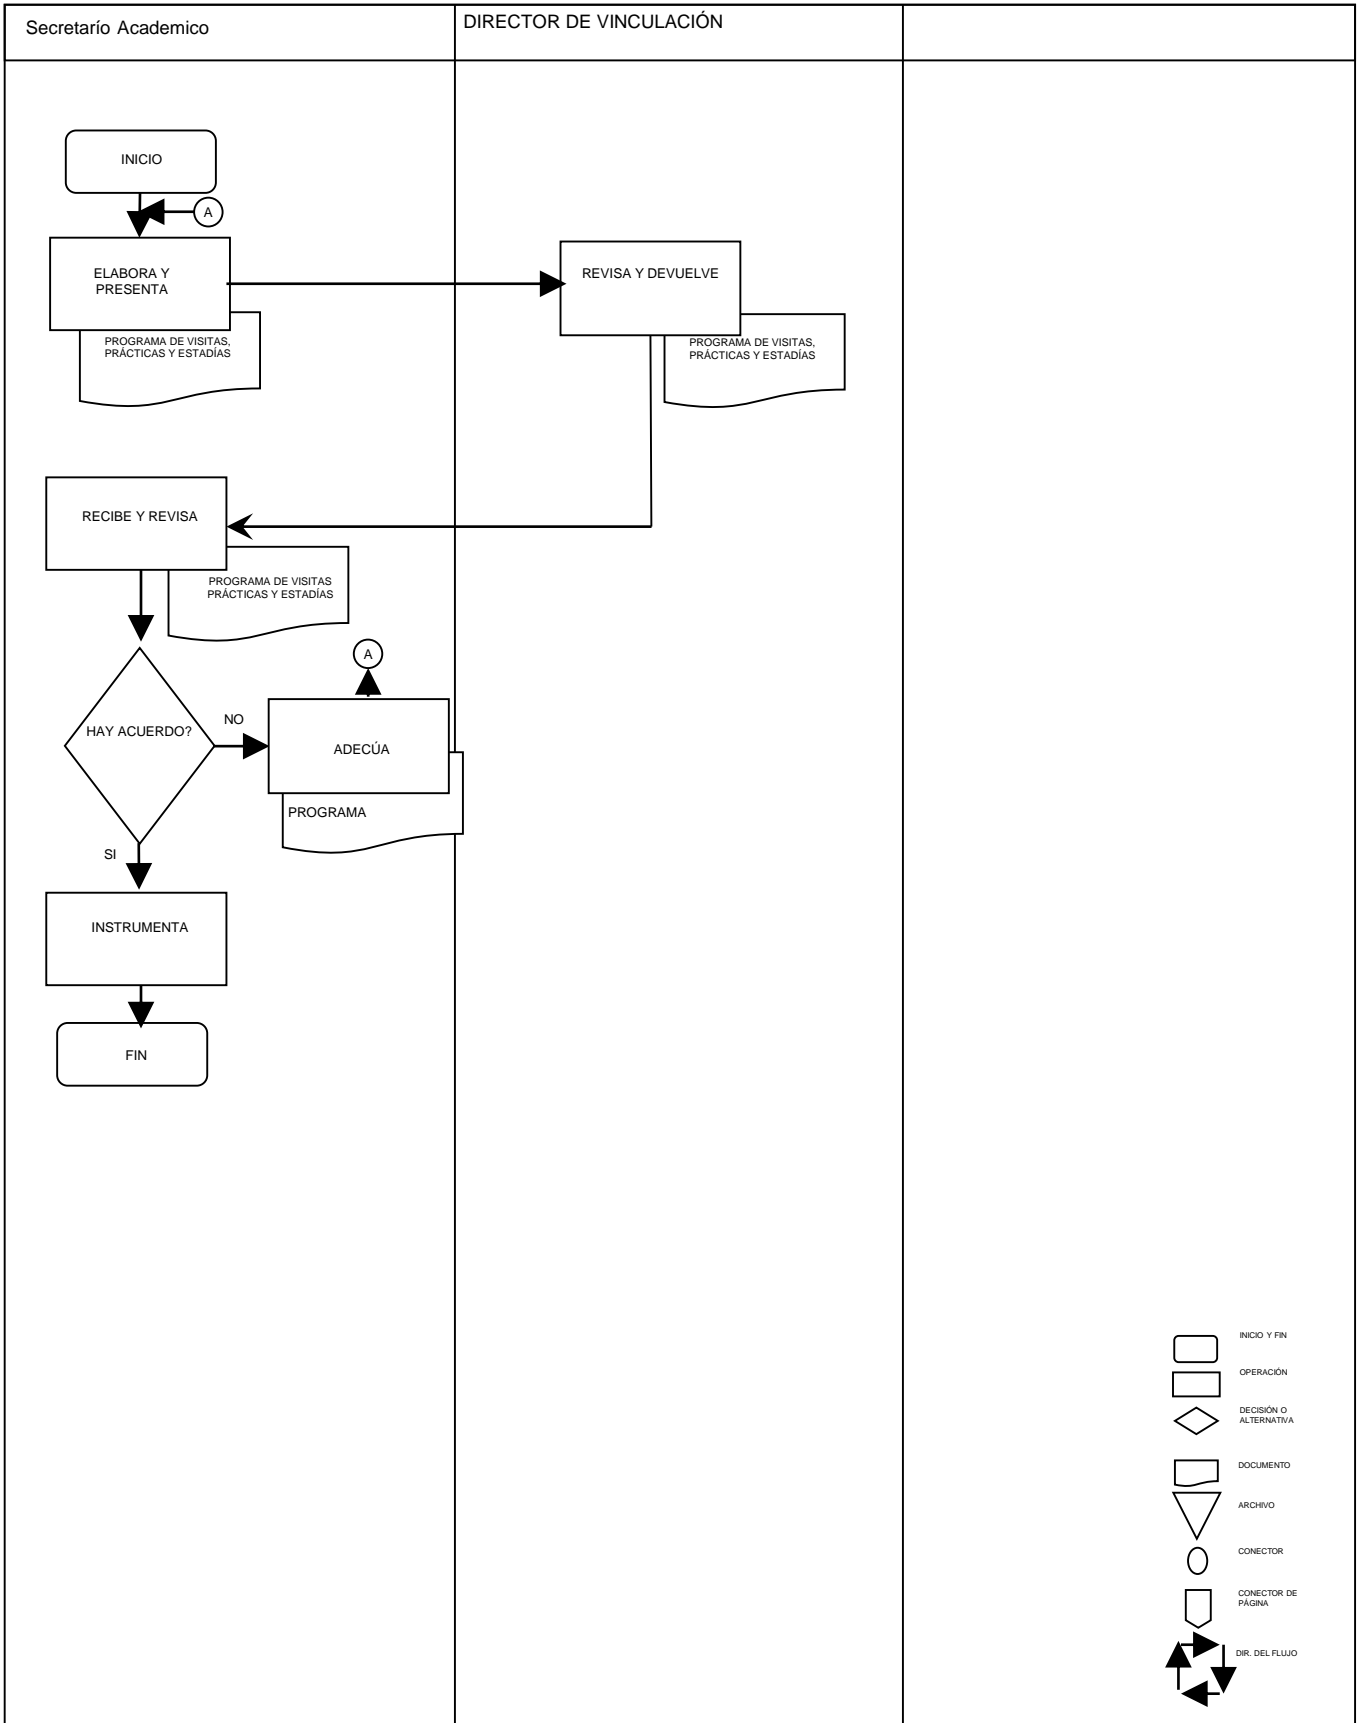 Secretarío Academico
DIRECTOR DE VINCULACIÓN
INICIO
A
ELABORA Y
PRESENTA
PROGRAMA DE VISITAS,
PRÁCTICAS Y ESTADÍAS
REVISA Y DEVUELVE
PROGRAMA DE VISITAS,
PRÁCTICAS Y ESTADÍAS
RECIBE Y REVISA
PROGRAMA DE VISITAS
PRÁCTICAS Y ESTADÍAS
A
HAY ACUERDO?
NO
ADECÚA
PROGRAMA
SI
INSTRUMENTA
FIN
INICIO Y FIN
OPERACIÓN
DECISIÓN O
ALTERNATIVA
DOCUMENTO
ARCHIVO
CONECTOR
CONECTOR DE
PÁGINA
DIR. DEL FLUJO